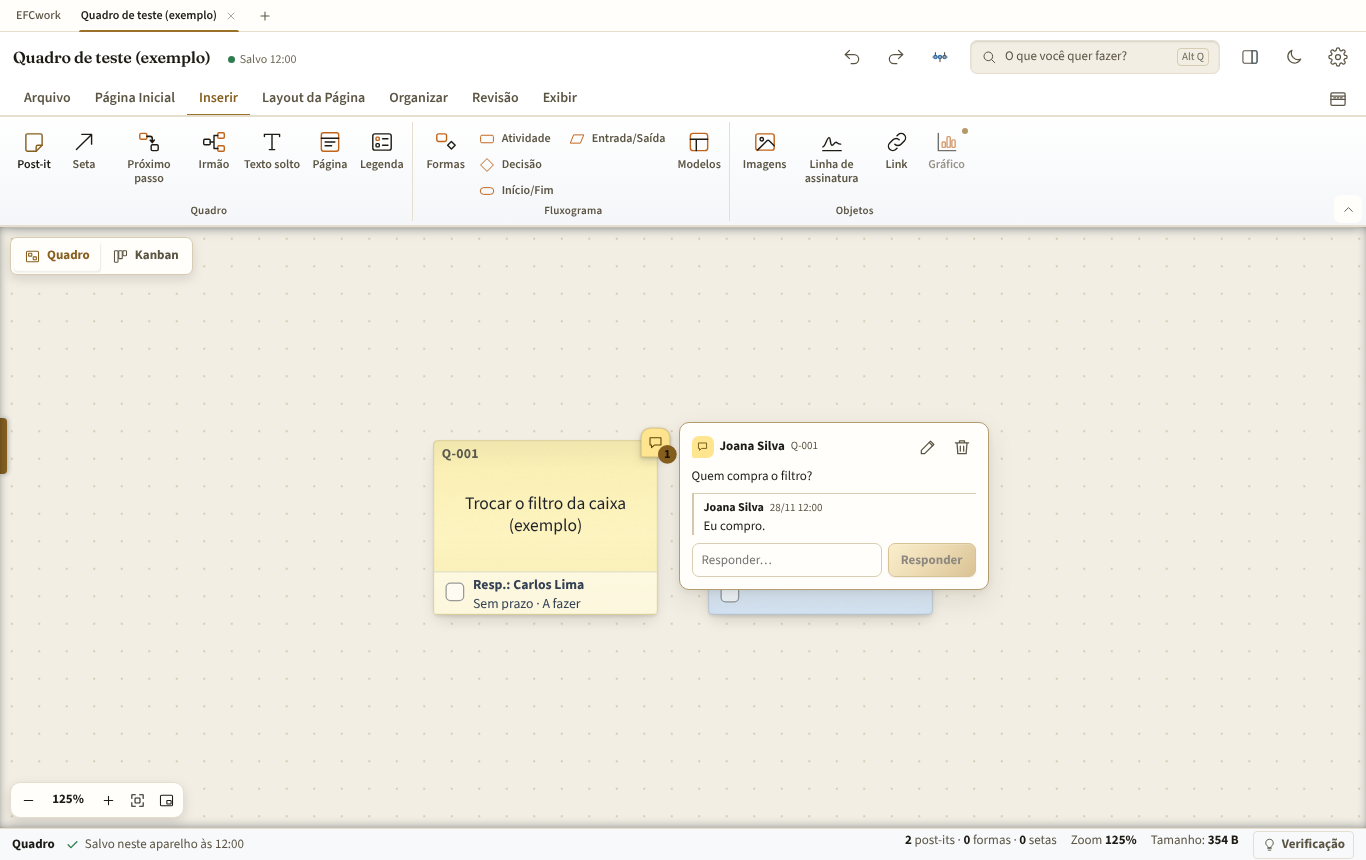 EFCwork
Quadro de teste (exemplo)
Quadro de teste (exemplo)
Salvo 12:00
O que você quer fazer?
Alt Q
Arquivo
Página Inicial
Inserir
Layout da Página
Organizar
Revisão
Exibir
Post-it
Seta
Próximo
passo
Irmão
Texto solto
Página
Legenda
Quadro
Formas
Atividade
Entrada/Saída
Decisão
Início/Fim
Modelos
Fluxograma
Imagens
Linha de
assinatura
Link
Gráfico
Objetos
Quadro
Kanban
Q-001
1
Trocar o filtro da caixa
(exemplo)
Resp.: Carlos Lima
Sem prazo · A fazer
Joana Silva Q-001
Quem compra o filtro?
Joana Silva 28/11 12:00
Eu compro.
Responder…
Responder
125%
Quadro
Salvo neste aparelho às 12:00
2 post-its · 0 formas · 0 setas
Zoom 125%
Tamanho: 354 B
Verificação